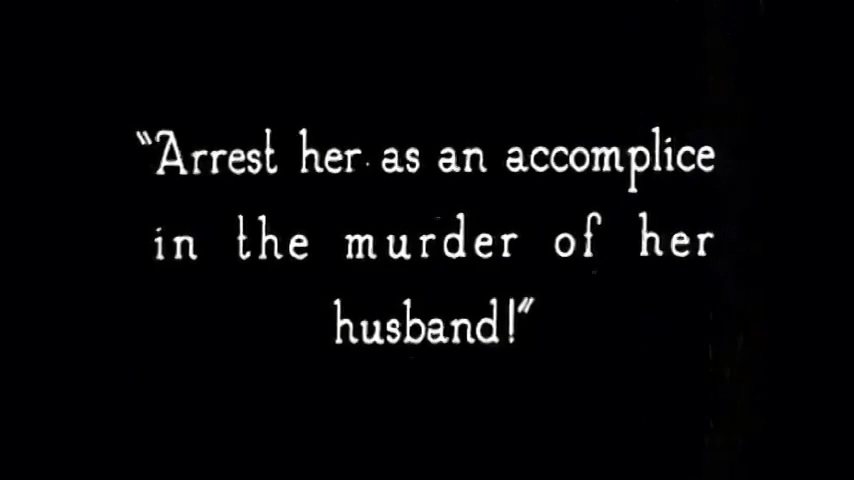 "Arrest her as an accomplice
in the murder of her
husband!"